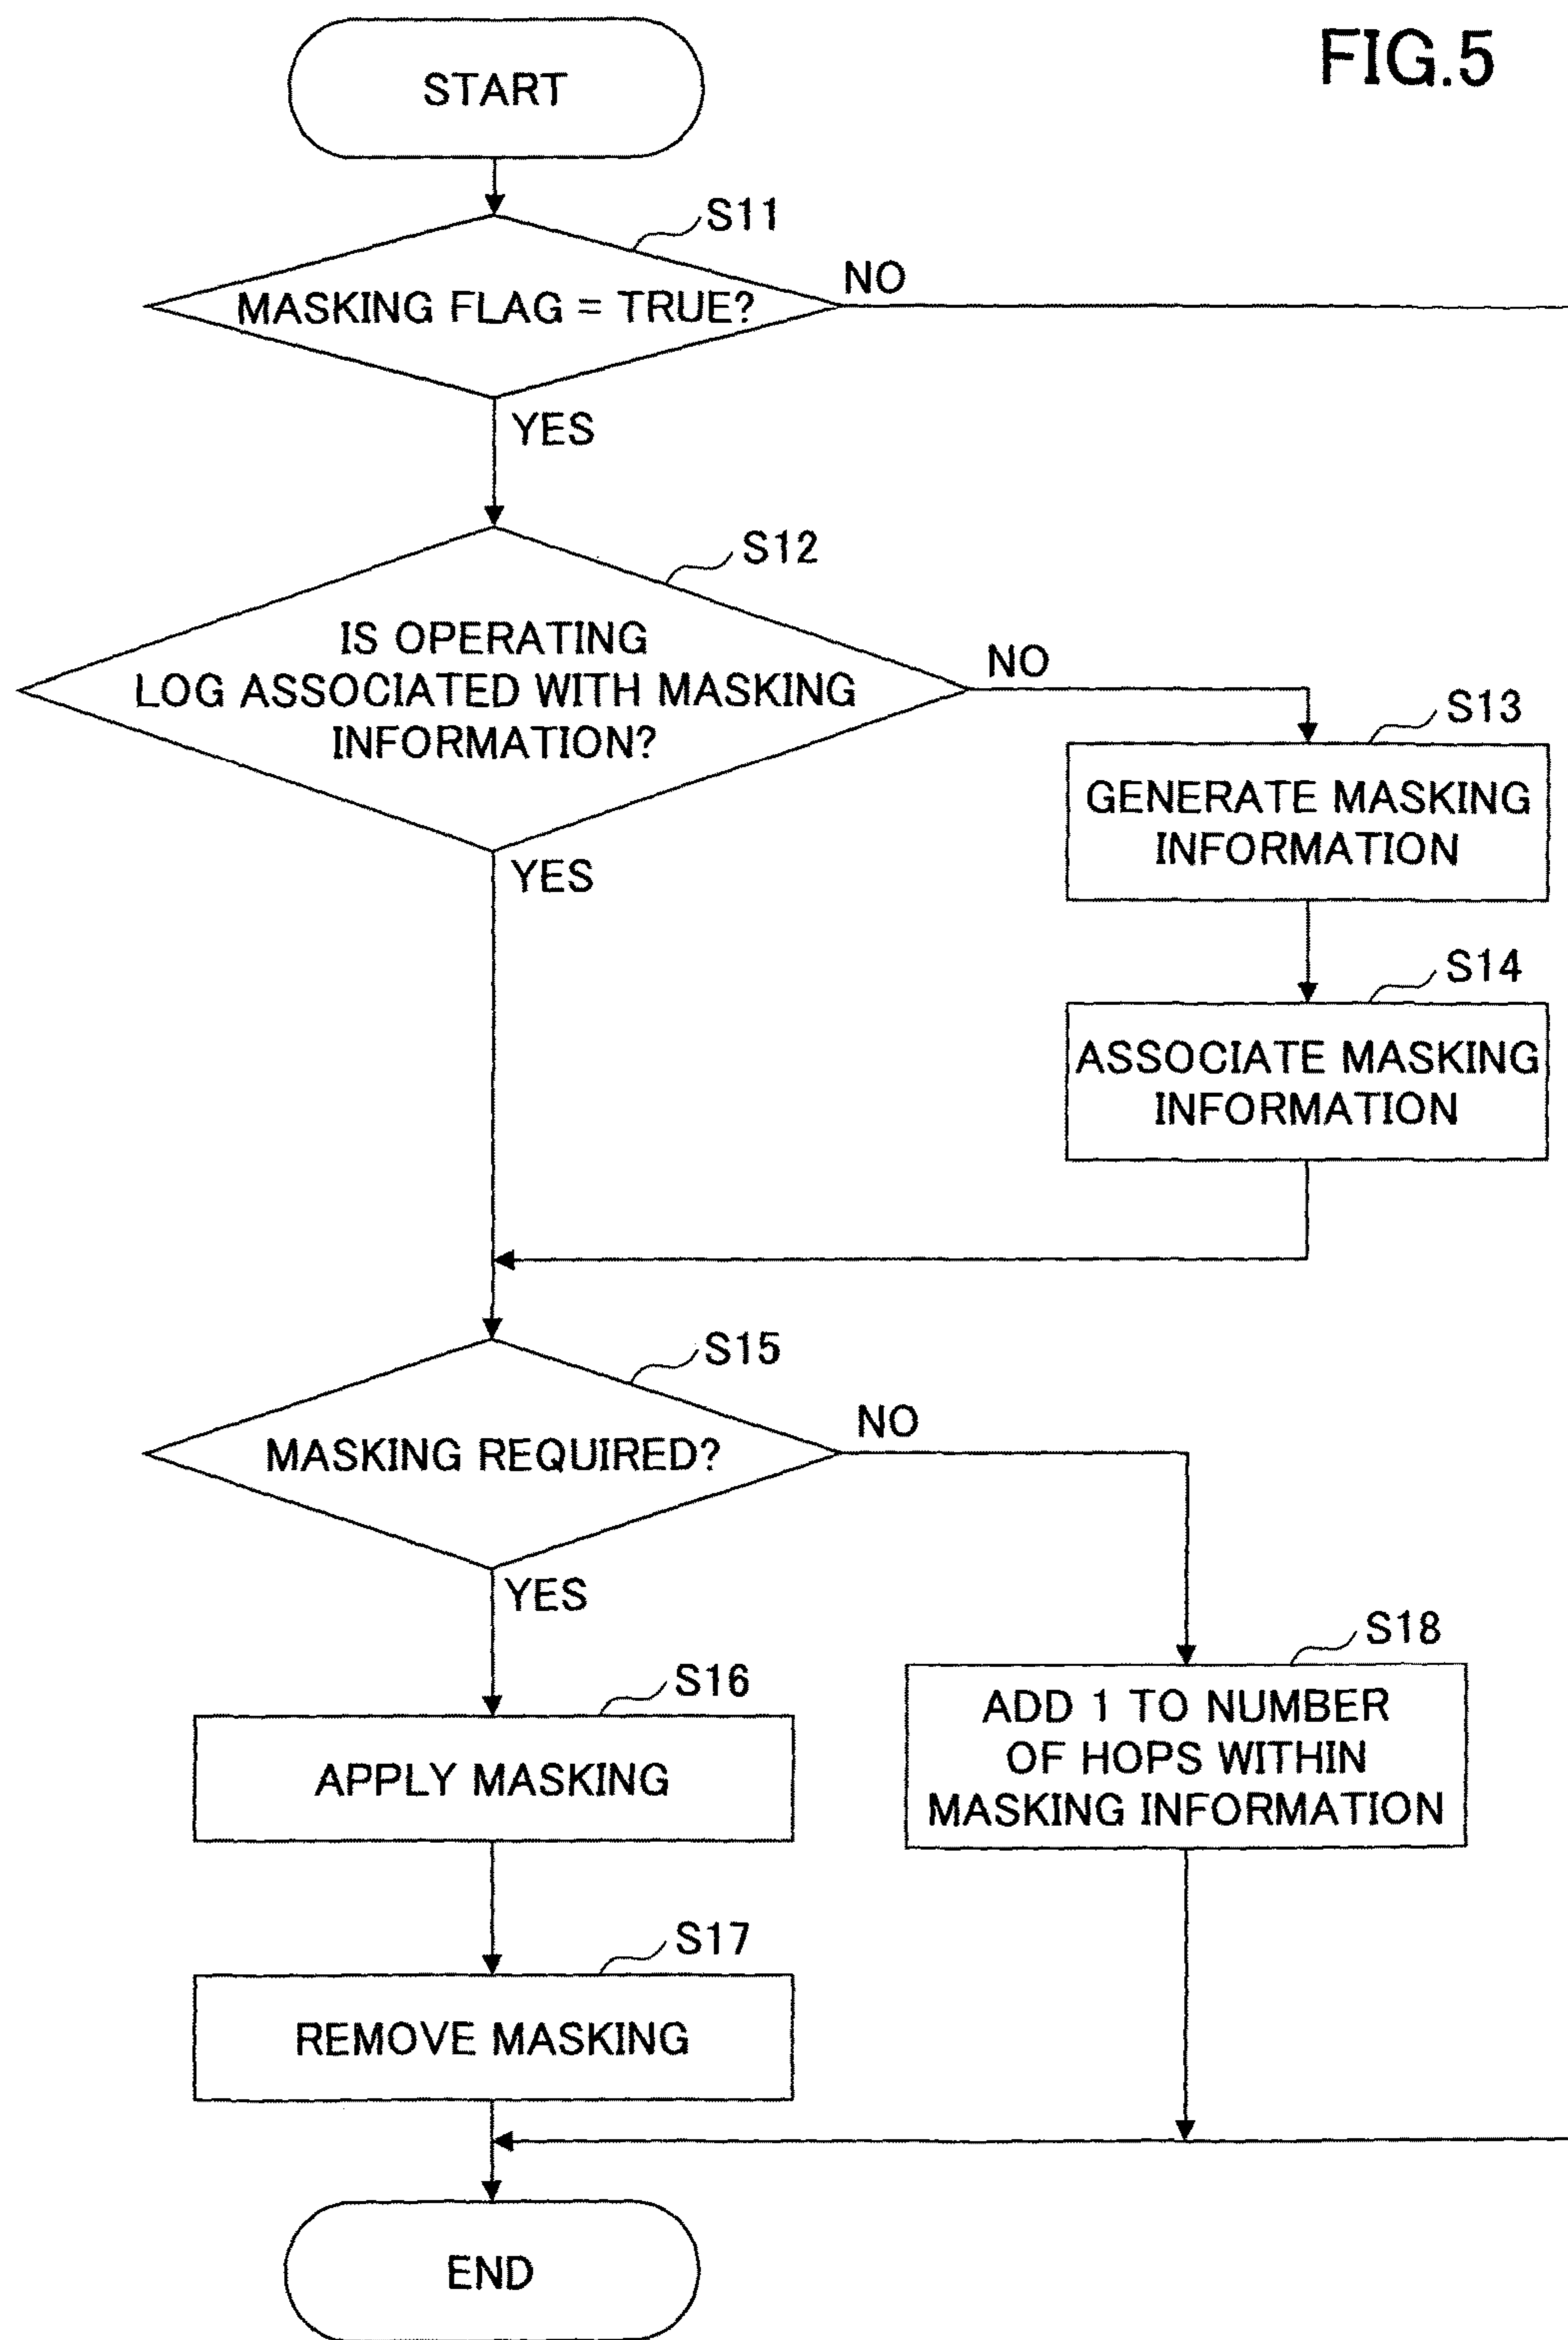 FIG.5
START
S11
MASKING FLAG = TRUE?
NO
YES
S12
IS OPERATING
LOG ASSOCIATED WITH MASKING
INFORMATION?
NO
YES
S13
GENERATE MASKING
INFORMATION
S14
ASSOCIATE MASKING
INFORMATION
S15
MASKING REQUIRED?
NO
YES
S16
APPLY MASKING
S18
ADD 1 TO NUMBER
OF HOPS WITHIN
MASKING INFORMATION
S17
REMOVE MASKING
END